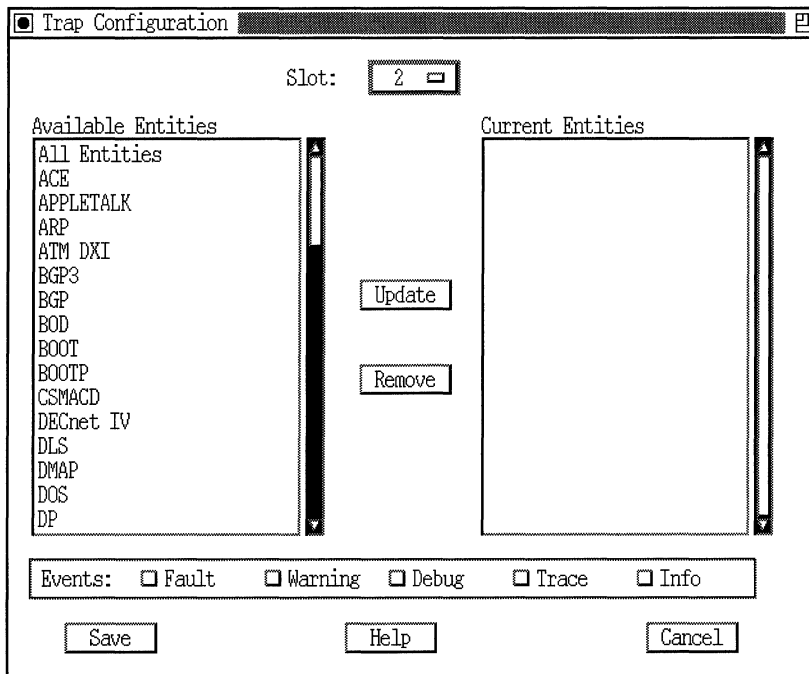 Trap Configuration
Slot: 2
Available Entities
All Entities
ACE
APPLETALK
ARP
ATM DXI
BGP3
BGP
BOD
BOOT
BOOTP
CSMACD
DECnet IV
DLS
DMAP
DOS
DP
Update
Remove
Current Entities
Events: Fault Warning Debug Trace Info
Save Help Cancel